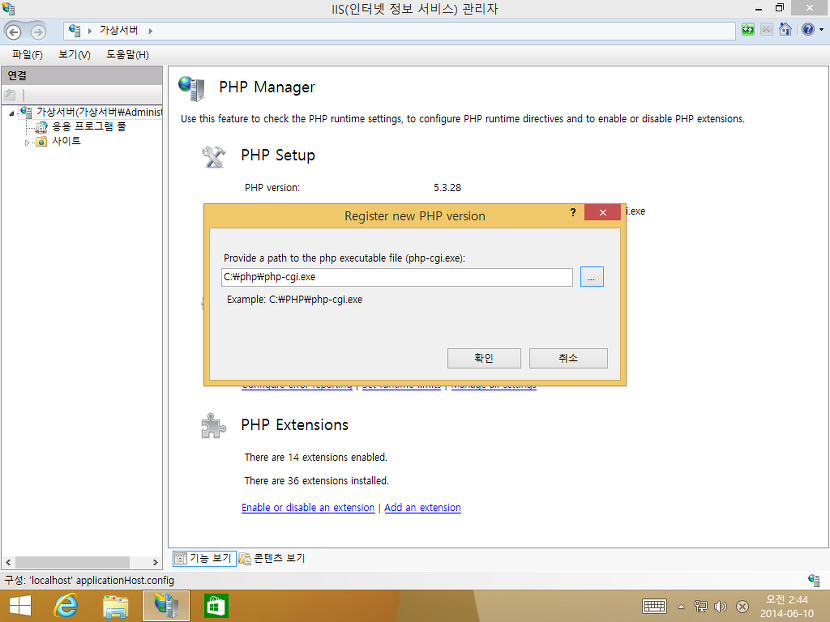 IIS(인터넷 정보 서비스) 관리자
가상서버
파일(F) 보기(V) 도움말(H)
연결
가상서버(가상서버₩Administ
응용 프로그램 풀
사이트
PHP Manager
Use this feature to check the PHP runtime settings, to configure PHP runtime directives and to enable or disable PHP extensions.
PHP Setup
PHP version: 5.3.28
gi.exe
Register new PHP version
?
Provide a path to the php executable file (php-cgi.exe):
C:₩php₩php-cgi.exe
...
Example: C:₩PHP₩php-cgi.exe
확인 취소
Configure error reporting | Set runtime limits | Manage all settings
PHP Extensions
There are 14 extensions enabled.
There are 36 extensions installed.
Enable or disable an extension | Add an extension
기능 보기 콘텐츠 보기
구성: 'localhost' applicationHost.config
오전 2:44
2014-06-10